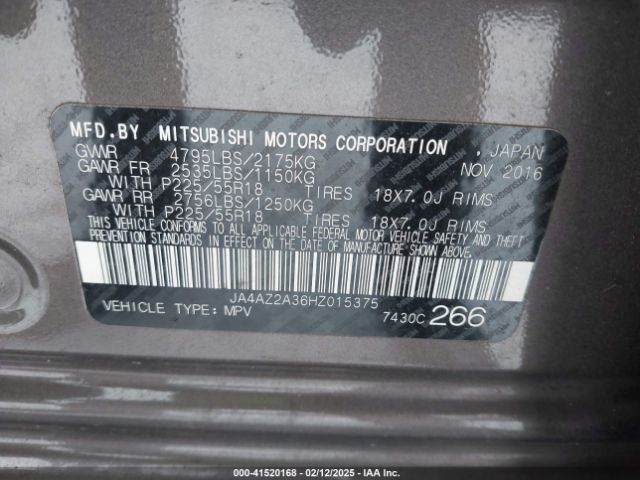 MFD.BY MITSUBISHI MOTORS CORPORATION , JAPAN
GVWR 4795LBS/2175KG NOV 2016
GAWR FR 2535LBS/1150KG
WITH P225/55R18 TIRES 18X7.0J RIMS
GAWR RR 2756LBS/1250KG
WITH P225/55R18 TIRES 18X7.0J RIMS
THIS VEHICLE CONFORMS TO ALL APPLICABLE FEDERAL MOTOR VEHICLE SAFETY AND THEFT
PREVENTION STANDARDS IN EFFECT ON THE DATE OF MANUFACTURE SHOWN ABOVE.
JA4AZ2A36HZ015375
VEHICLE TYPE: MPV 7430C 266
000-41520168 - 02/12/2025 - IAA Inc.